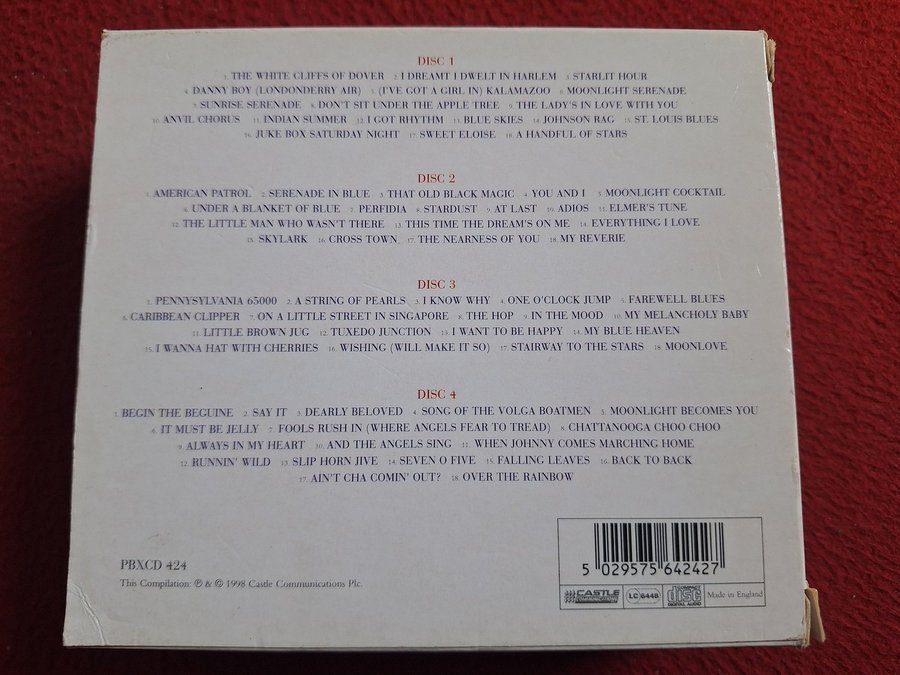 DISC 1
1. THE WHITE CLIFFS OF DOVER 2. I DREAMT I DWELT IN HARLEM 3. STARLIT HOUR
4. DANNY BOY (LONDONDERRY AIR) 5. (I'VE GOT A GIRL IN) KALAMAZOO 6. MOONLIGHT SERENADE
7. SUNRISE SERENADE 8. DON'T SIT UNDER THE APPLE TREE 9. THE LADY'S IN LOVE WITH YOU
10. ANVIL CHORUS 11. INDIAN SUMMER 12. I GOT RHYTHM 13. BLUE SKIES 14. JOHNSON RAG 15. ST. LOUIS BLUES
16. JUKE BOX SATURDAY NIGHT 17. SWEET ELOISE 18. A HANDFUL OF STARS
DISC 2
1. AMERICAN PATROL 2. SERENADE IN BLUE 3. THAT OLD BLACK MAGIC 4. YOU AND I 5. MOONLIGHT COCKTAIL
6. UNDER A BLANKET OF BLUE 7. PERFIDIA 8. STARDUST 9. AT LAST 10. ADIOS 11. ELMER'S TUNE
12. THE LITTLE MAN WHO WASN'T THERE 13. THIS TIME THE DREAM'S ON ME 14. EVERYTHING I LOVE
15. SKYLARK 16. CROSS TOWN 17. THE NEARNESS OF YOU 18. MY REVERIE
DISC 3
1. PENNYSYLVANIA 65000 2. A STRING OF PEARLS 3. I KNOW WHY 4. ONE O'CLOCK JUMP 5. FAREWELL BLUES
6. CARIBBEAN CLIPPER 7. ON A LITTLE STREET IN SINGAPORE 8. THE HOP 9. IN THE MOOD 10. MY MELANCHOLY BABY
11. LITTLE BROWN JUG 12. TUXEDO JUNCTION 13. I WANT TO BE HAPPY 14. MY BLUE HEAVEN
15. I WANNA HAT WITH CHERRIES 16. WISHING (WILL MAKE IT SO) 17. STAIRWAY TO THE STARS 18. MOONLOVE
DISC 4
1. BEGIN THE BEGUINE 2. SAY IT 3. DEARLY BELOVED 4. SONG OF THE VOLGA BOATMEN 5. MOONLIGHT BECOMES YOU
6. IT MUST BE JELLY 7. FOOLS RUSH IN (WHERE ANGELS FEAR TO TREAD) 8. CHATTANOOGA CHOO CHOO
9. ALWAYS IN MY HEART 10. AND THE ANGELS SING 11. WHEN JOHNNY COMES MARCHING HOME
12. RUNNIN' WILD 13. SLIP HORN JIVE 14. SEVEN O FIVE 15. FALLING LEAVES 16. BACK TO BACK
17. AIN'T CHA COMIN' OUT? 18. OVER THE RAINBOW
PBXCD 424
This Compilation: ℗ & © 1998 Castle Communications Plc.
5 029575 642427
CASTLE COMMUNICATIONS LC 6448 COMPACT disc DIGITAL AUDIO Made in England